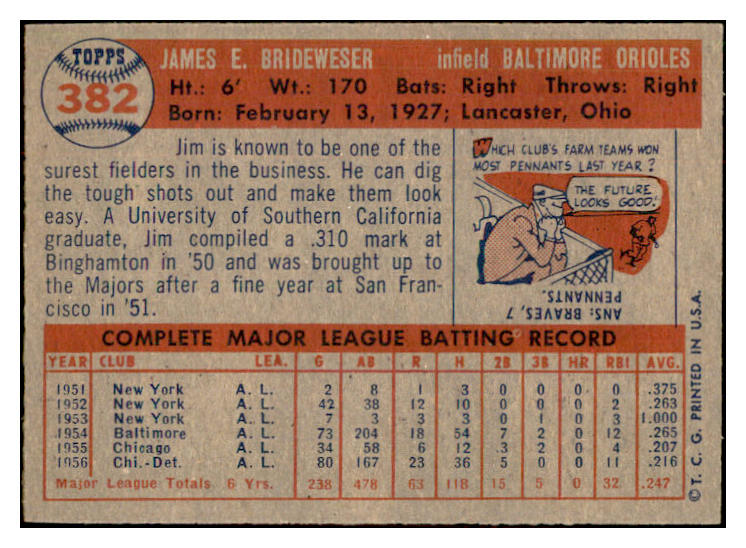 TOPPS
382
JAMES E. BRIDEWESER infield BALTIMORE ORIOLES
Ht.: 6' Wt.: 170 Bats: Right Throws: Right
Born: February 13, 1927; Lancaster, Ohio
Jim is known to be one of the
surest fielders in the business. He can dig
the tough shots out and make them look
easy. A University of Southern California
graduate, Jim compiled a .310 mark at
Binghamton in '50 and was brought up to
the Majors after a fine year at San Fran-
cisco in '51.
WHICH CLUB'S FARM TEAMS WON
MOST PENNANTS LAST YEAR?
THE FUTURE
LOOKS GOOD!
ANS: BRAVES, 7
PENNANTS.
COMPLETE MAJOR LEAGUE BATTING RECORD
YEAR CLUB LEA. G AB R H 2B 3B HR RBI AVG.
1951 New York A. L. 2 8 1 3 0 0 0 0 .375
1952 New York A. L. 42 38 12 10 0 0 0 2 .263
1953 New York A. L. 7 3 3 3 0 1 0 3 1.000
1954 Baltimore A. L. 73 204 18 54 7 2 0 12 .265
1955 Chicago A. L. 34 58 6 12 3 2 0 4 .207
1956 Chi.-Det. A. L. 80 167 23 36 5 0 0 11 .216
Major League Totals 6 Yrs. 238 478 63 118 15 5 0 32 .247
© T. C. G. PRINTED IN U.S.A.